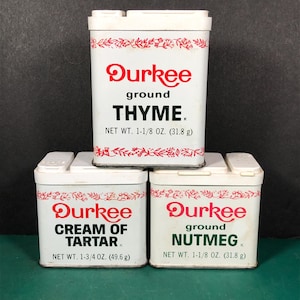 Durkee
ground
THYME.
NET WT. 1-1/8 OZ. (31.8 g)
Durkee
CREAM OF
TARTAR.
NET WT. 1-3/4 OZ. (49.6 g)
Durkee
ground
NUTMEG.
NET WT. 1-1/8 OZ. (31.8 g)